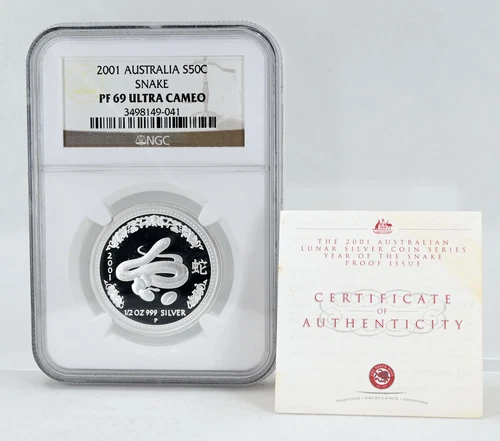 2001 AUSTRALIA S50C
SNAKE
PF 69 ULTRA CAMEO
3498149-041
NGC
2001
蛇
1/2 OZ 999 SILVER
P
THE 2001 AUSTRALIAN
LUNAR SILVER COIN SERIES
YEAR OF THE SNAKE
PROOF ISSUE
CERTIFICATE
OF
AUTHENTICITY